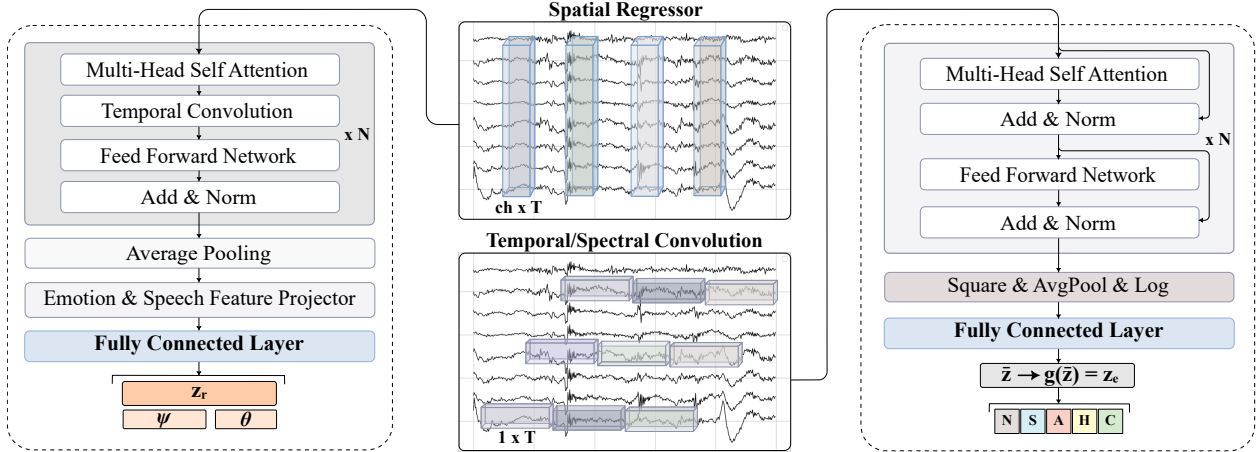 Spatial Regressor
Multi-Head Self Attention
Temporal Convolution
x N
Feed Forward Network
Add & Norm
Average Pooling
Emotion & Speech Feature Projector
Fully Connected Layer
z_r
ψ θ
ch x T
Temporal/Spectral Convolution
1 x T
Multi-Head Self Attention
Add & Norm
x N
Feed Forward Network
Add & Norm
Square & AvgPool & Log
Fully Connected Layer
z̄ → g(z̄) = z_e
N S A H C